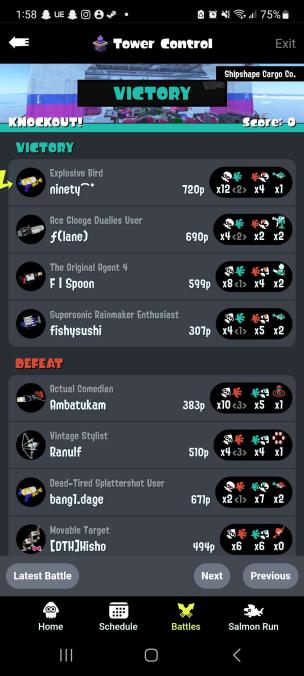 1:58 UE 75%
Tower Control Exit
Shipshape Cargo Co.
VICTORY
KNOCKOUT! Score: 0
VICTORY
Explosive Bird
ninety⌒* 720p x12<2> x4 x1
Ace Glooga Dualies User
ƒ(lane) 690p x4<2> x2 x2
The Original Agent 4
F | Spoon 599p x8<1> x4 x2
Supersonic Rainmaker Enthusiast
fishysushi 307p x4<1> x5 x2
DEFEAT
Actual Comedian
Ambatukam 383p x10<3> x5 x1
Vintage Stylist
Ranulf 510p x4<3> x4 x1
Dead-Tired Splattershot User
bang1.dage 671p x2<1> x7 x2
Movable Target
[DTH]Hisho 494p x6 x6 x0
Latest Battle Next Previous
Home Schedule Battles Salmon Run